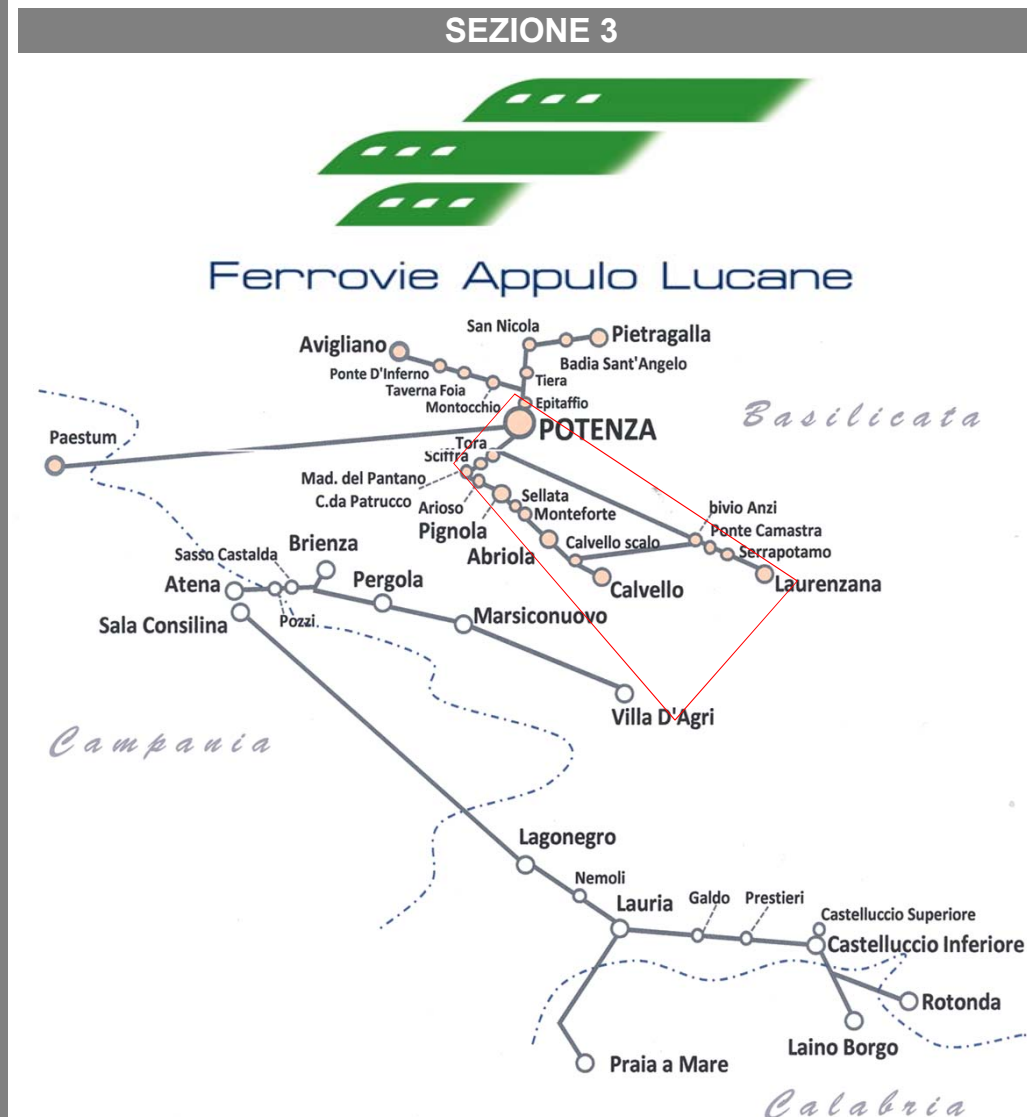 SEZIONE 3
Ferrovie Appulo Lucane
San Nicola
Pietragalla
Avigliano
Badia Sant'Angelo
Ponte D'Inferno
Tiera
Taverna Foia
Montocchio
Epitaffio
Basilicata
POTENZA
Paestum
Tora
Sciffra
Mad. del Pantano
C.da Patrucco
Sellata
Arioso
Monteforte
bivio Anzi
Pignola
Ponte Camastra
Brienza
Calvello scalo
Serrapotamo
Sasso Castalda
Abriola
Atena
Pergola
Calvello
Laurenzana
Sala Consilina
Pozzi
Marsiconuovo
Villa D'Agri
Campania
Lagonegro
Nemoli
Lauria
Galdo
Prestieri
Castelluccio Superiore
Castelluccio Inferiore
Rotonda
Laino Borgo
Praia a Mare
Calabria